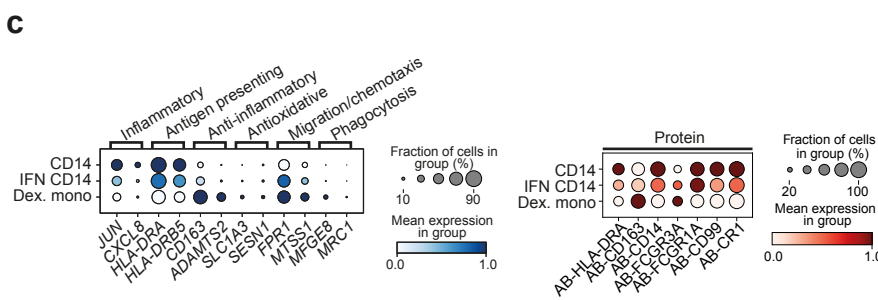 c
Inflammatory
Antigen presenting
Anti-inflammatory
Antioxidative
Migration/chemotaxis
Phagocytosis
CD14
IFN CD14
Dex. mono
JUN
CXCL8
HLA-DRA
HLA-DRB5
CD163
ADAMTS2
SLC1A3
SESN1
FPR1
MTSS1
MFGE8
MRC1
Fraction of cells in
group (%)
10 90
Mean expression
in group
0.0 1.0
Protein
CD14
IFN CD14
Dex. mono
AB-HLA-DRA
AB-CD163
AB-CD14
AB-FCGR3A
AB-FCGR1A
AB-CD99
AB-CR1
Fraction of cells
in group (%)
20 100
Mean expression
in group
0.0 1.0